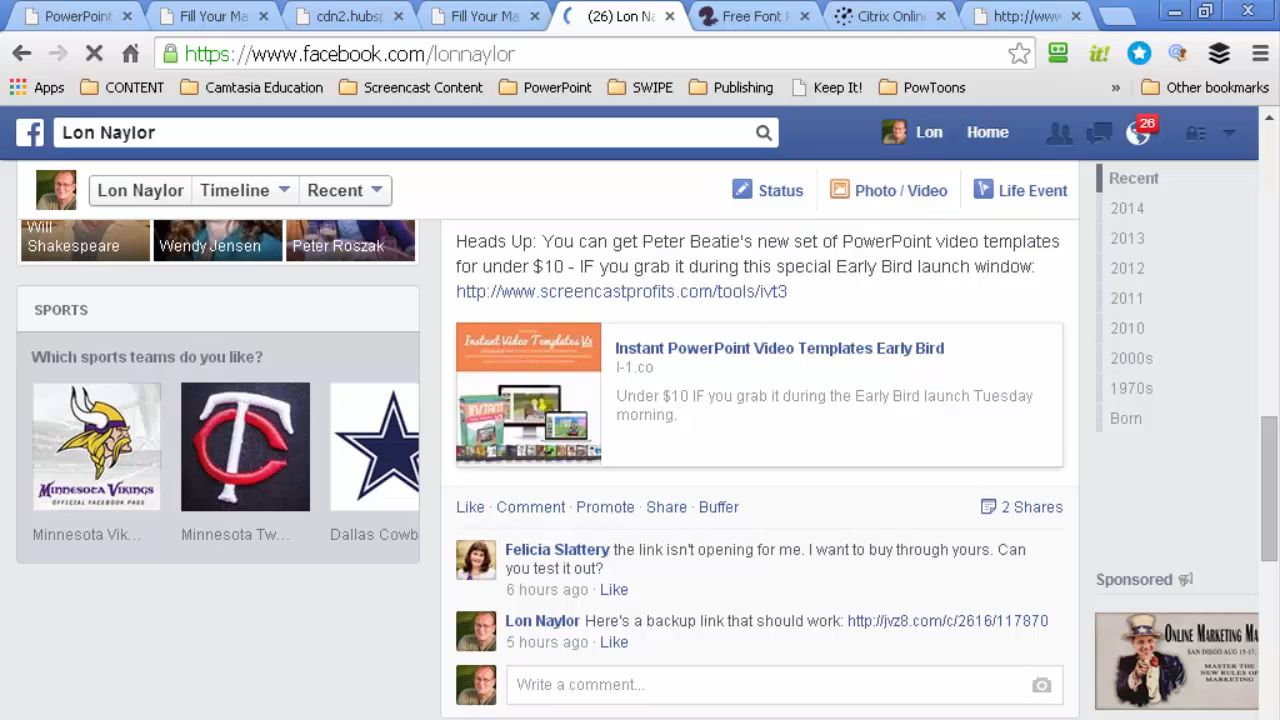 PowerPoint
Fill Your Ma
cdn2.hubsp
Fill Your Ma
(26) Lon Na
Free Font
Citrix Onlin
http://www
https://www.facebook.com/lonnaylor
it!
Apps
CONTENT
Camtasia Education
Screencast Content
PowerPoint
SWIPE
Publishing
Keep It!
PowToons
»
Other bookmarks
Lon Naylor
Lon
Home
26
Lon Naylor
Timeline
Recent
Status
Photo / Video
Life Event
Recent
2014
2013
2012
2011
2010
2000s
1970s
Born
Will
Shakespeare
Wendy Jensen
Peter Roszak
SPORTS
Which sports teams do you like?
MINNESOTA VIKINGS
OFFICIAL FACEBOOK PAGE
Minnesota Vik...
Minnesota Tw...
Dallas Cowb
Heads Up: You can get Peter Beatie's new set of PowerPoint video templates
for under $10 - IF you grab it during this special Early Bird launch window:
http://www.screencastprofits.com/tools/ivt3
Instant Video Templates V3
INSTANT
Instant PowerPoint Video Templates Early Bird
l-1.co
Under $10 IF you grab it during the Early Bird launch Tuesday
morning.
Like · Comment · Promote · Share · Buffer
2 Shares
Felicia Slattery the link isn't opening for me. I want to buy through yours. Can
you test it out?
6 hours ago · Like
Lon Naylor Here's a backup link that should work: http://jvz8.com/c/2616/117870
5 hours ago · Like
Write a comment...
Sponsored
ONLINE MARKETING MA
SAN DIEGO AUG 15-17,
MASTER THE
NEW RULES OF
MARKETING